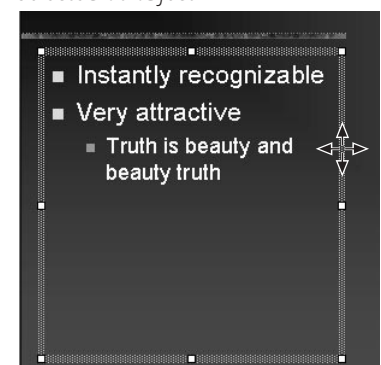 Instantly recognizable
Very attractive
Truth is beauty and
beauty truth